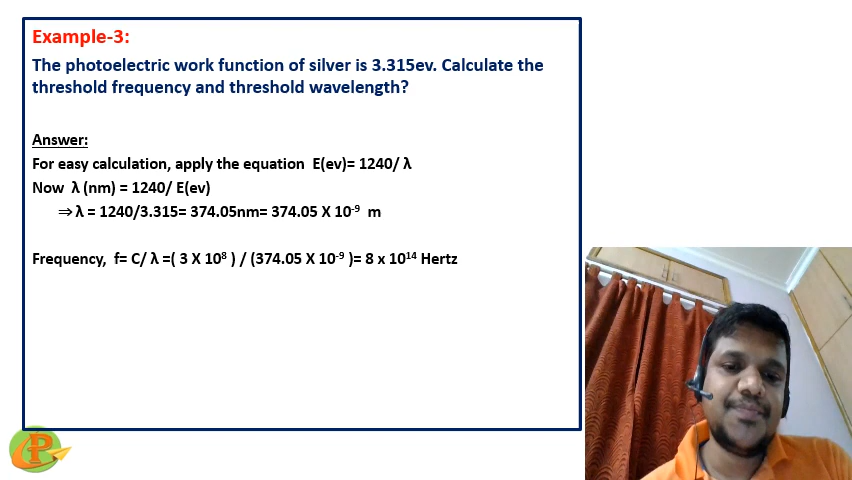 Example-3:
The photoelectric work function of silver is 3.315ev. Calculate the
threshold frequency and threshold wavelength?
Answer:
For easy calculation, apply the equation E(ev)= 1240/ λ
Now λ (nm) = 1240/ E(ev)
⇒ λ = 1240/3.315= 374.05nm= 374.05 X 10⁻⁹ m
Frequency, f= C/ λ =( 3 X 10⁸ ) / (374.05 X 10⁻⁹ )= 8 x 10¹⁴ Hertz
P